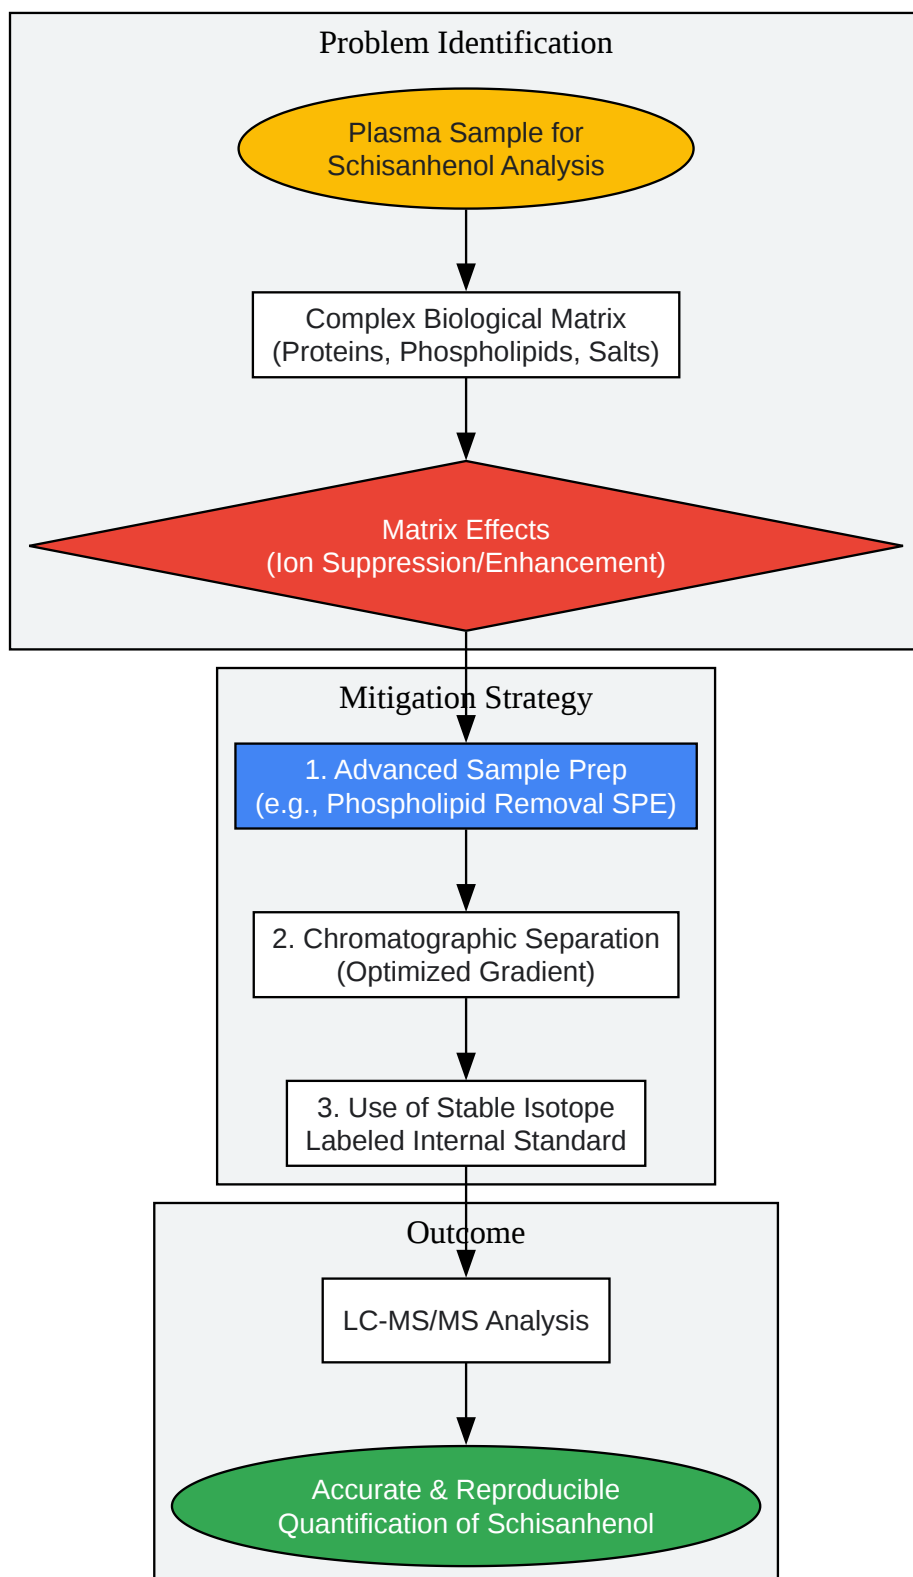 Problem Identification
Plasma Sample for
Schisanhenol Analysis
Complex Biological Matrix
(Proteins, Phospholipids, Salts)
Matrix Effects
(Ion Suppression/Enhancement)
Mitigation Strategy
1. Advanced Sample Prep
(e.g., Phospholipid Removal SPE)
2. Chromatographic Separation
(Optimized Gradient)
3. Use of Stable Isotope
Labeled Internal Standard
Outcome
LC-MS/MS Analysis
Accurate & Reproducible
Quantification of Schisanhenol